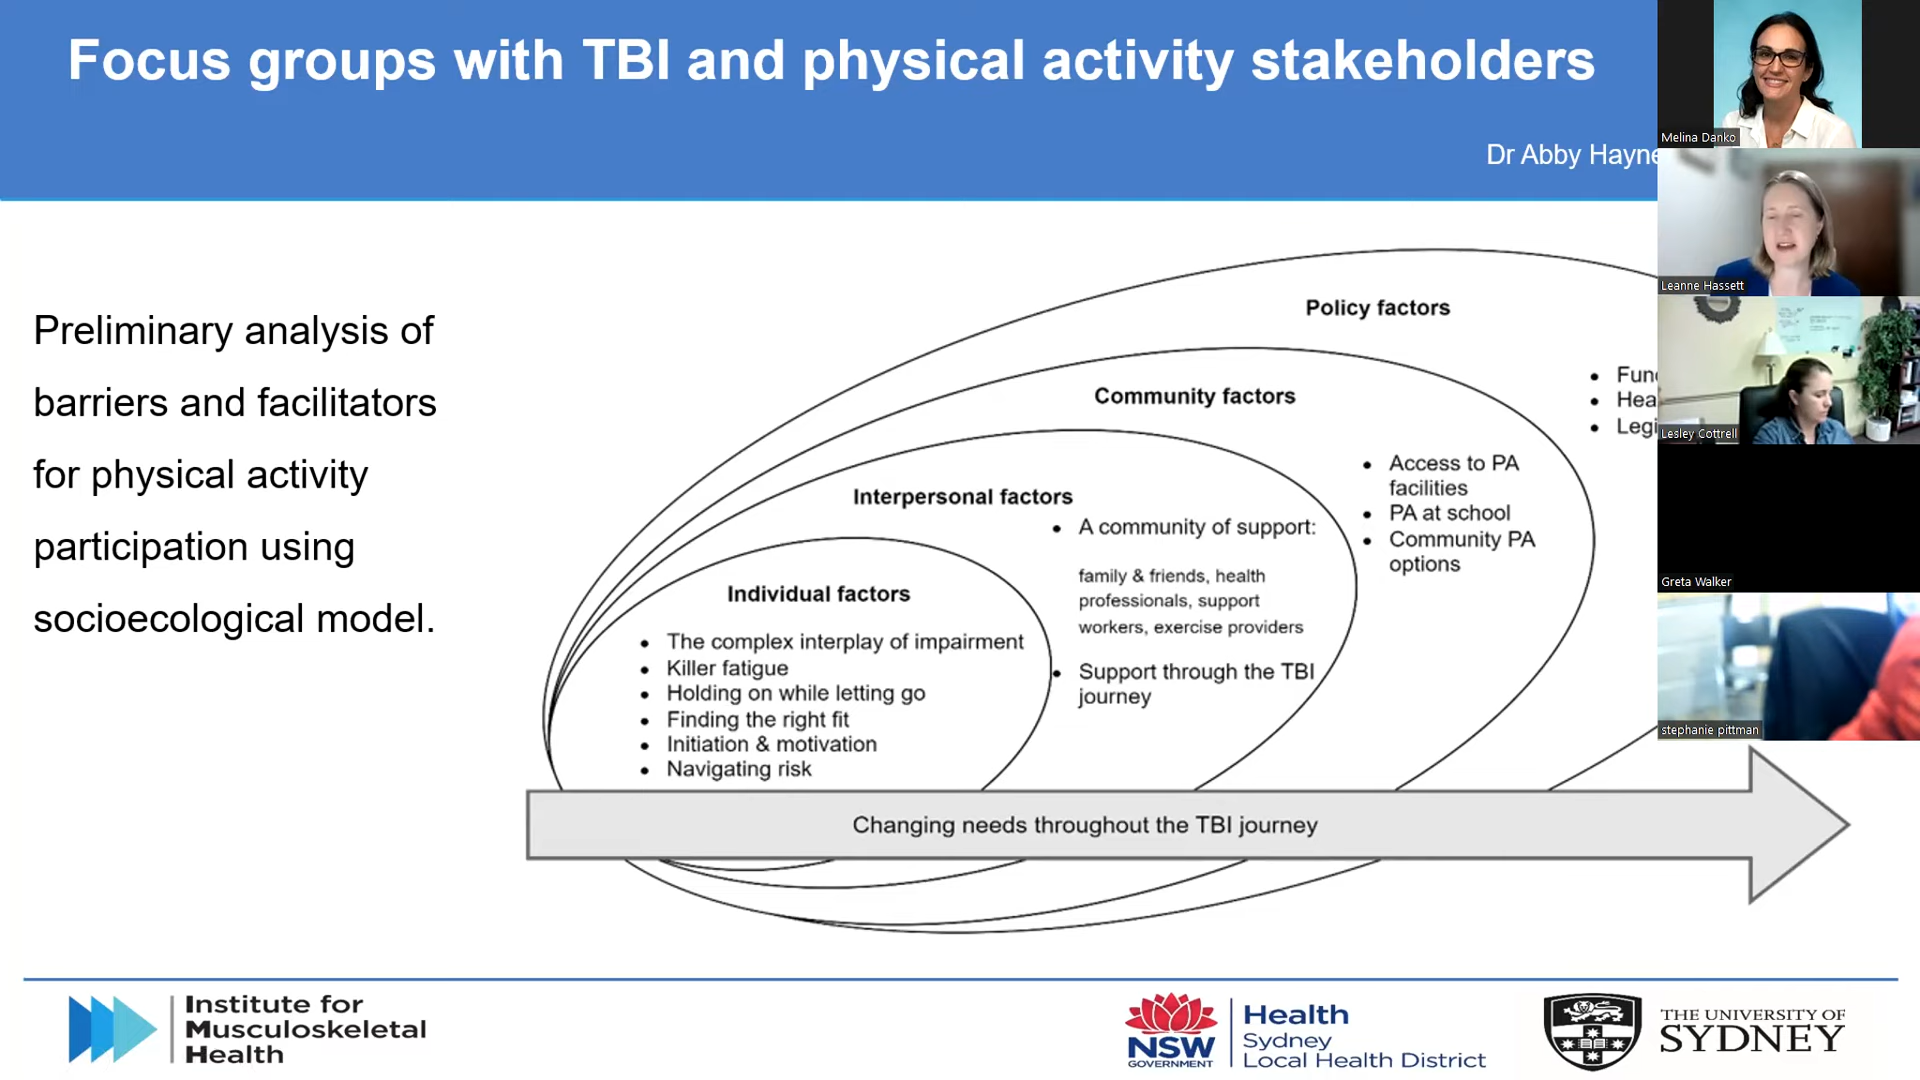 Focus groups with TBI and physical activity stakeholders
Dr Abby Hayne
Preliminary analysis of
barriers and facilitators
for physical activity
participation using
socioecological model.
Policy factors
Fun
Hea
Legi
Community factors
• Access to PA
facilities
• PA at school
• Community PA
options
Interpersonal factors
• A community of support:
family & friends, health
professionals, support
workers, exercise providers
• Support through the TBI
journey
Individual factors
• The complex interplay of impairment
• Killer fatigue
• Holding on while letting go
• Finding the right fit
• Initiation & motivation
• Navigating risk
Changing needs throughout the TBI journey
Melina Danko
Leanne Hassett
Lesley Cottrell
Greta Walker
stephanie pittman
Institute for
Musculoskeletal
Health
NSW
GOVERNMENT
Health
Sydney
Local Health District
THE UNIVERSITY OF
SYDNEY